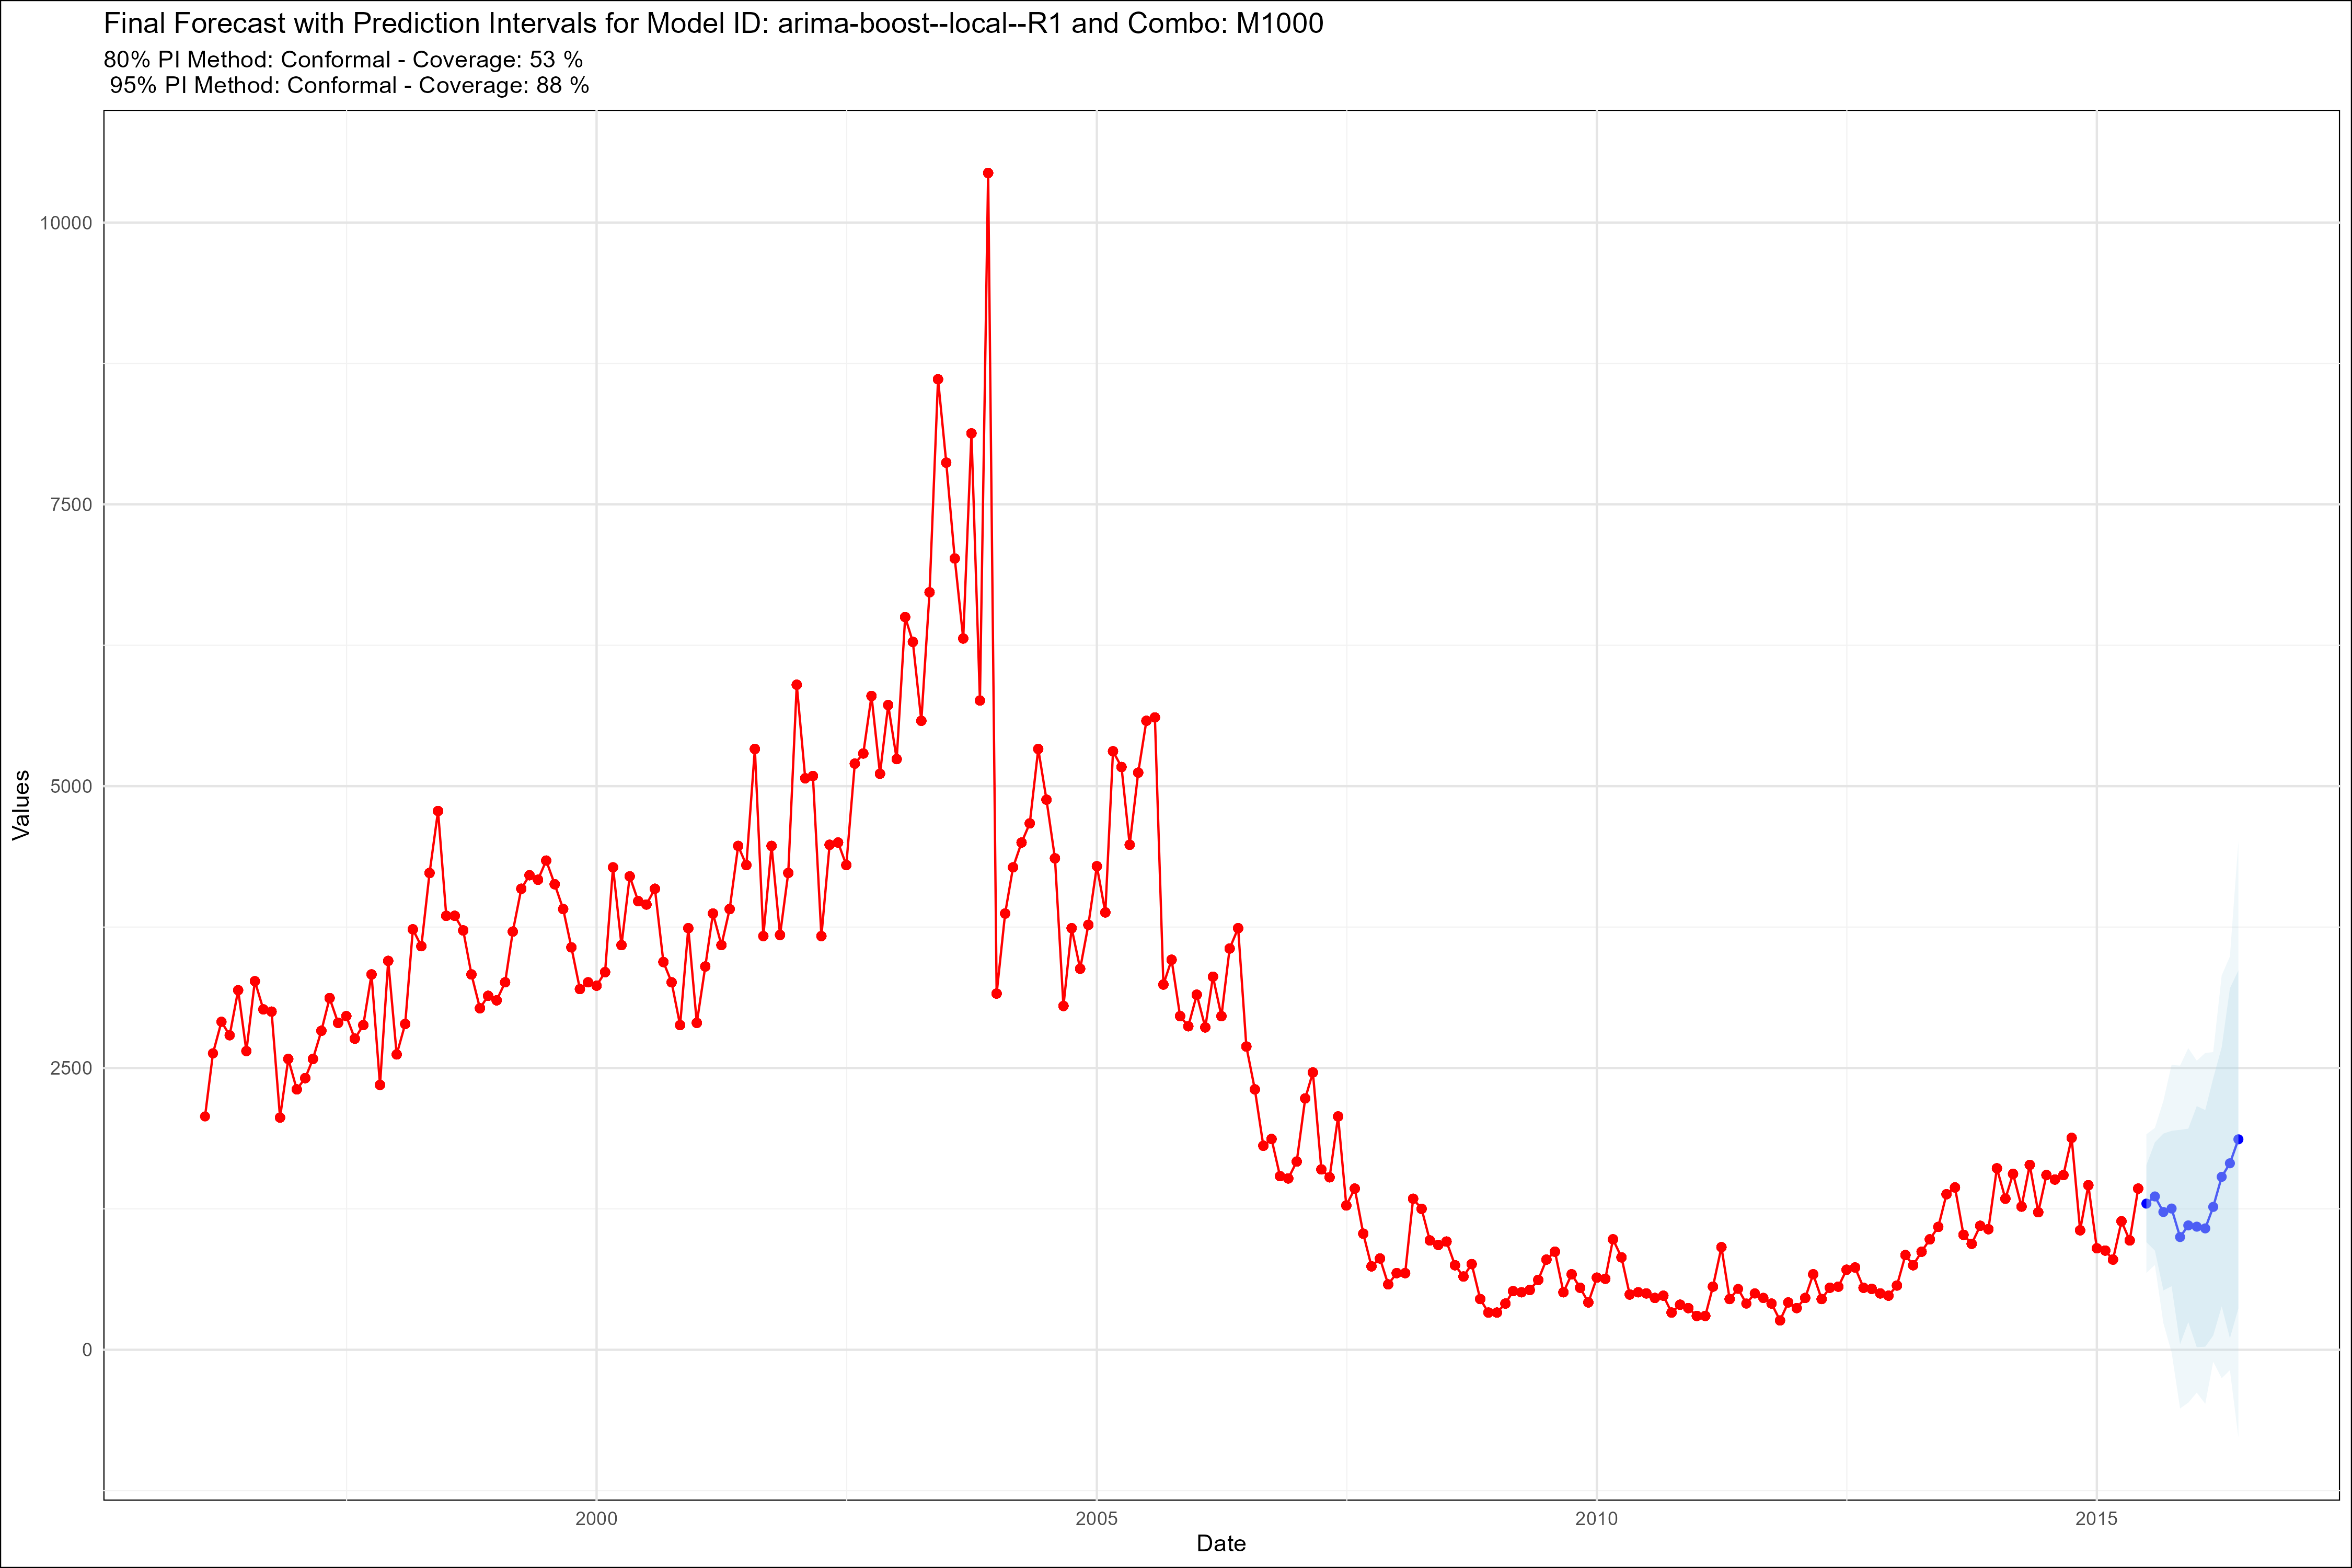 Final Forecast with Prediction Intervals for Model ID: arima-boost--local--R1 and Combo: M1000
80% PI Method: Conformal - Coverage: 53 %
95% PI Method: Conformal - Coverage: 88 %
10000
7500
5000
2500
0
Values
2000
2005
2010
2015
Date